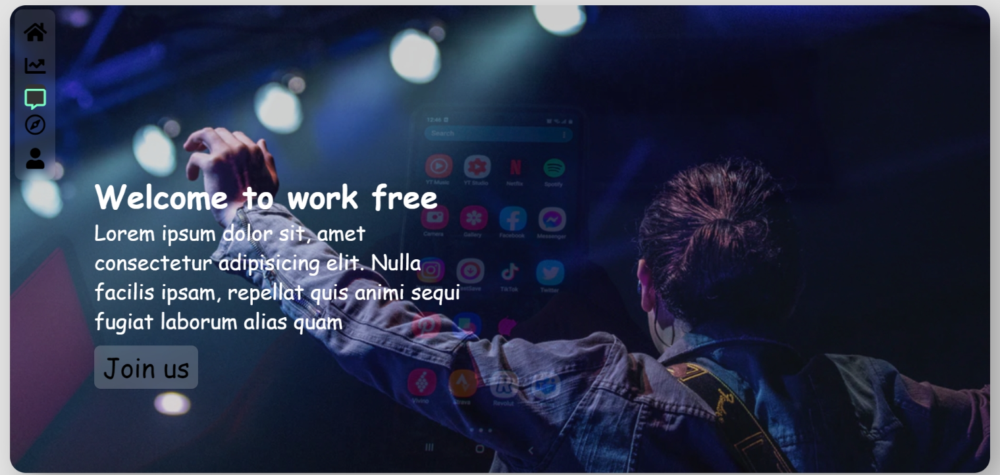 12:46
Search
YT Music
YT Studio
Netflix
Spotify
Welcome to work free
Camera
Gallery
Facebook
Messenger
Lorem ipsum dolor sit, amet
consectetur adipisicing elit. Nulla
TikTok
Twitter
facilis ipsam, repellat quis animi sequi
fugiat laborum alias quam
Join us
Vivino
Strava
Revolut